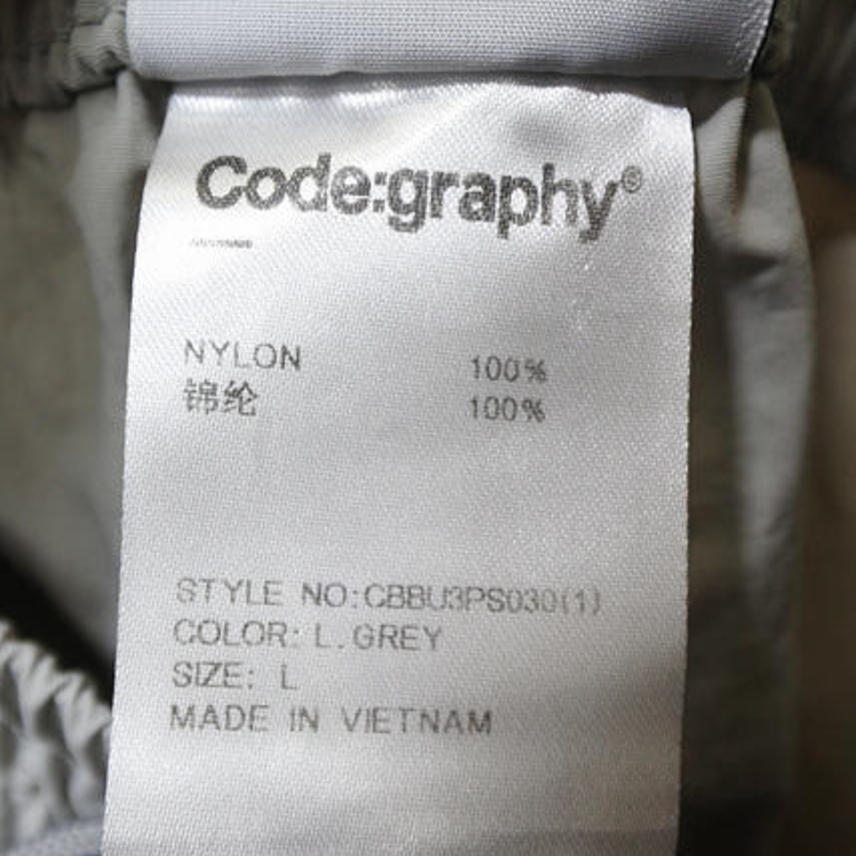 Code:graphy®
NYLON 100%
锦纶 100%
STYLE NO:CBBU3PS030(1)
COLOR: L.GREY
SIZE: L
MADE IN VIETNAM